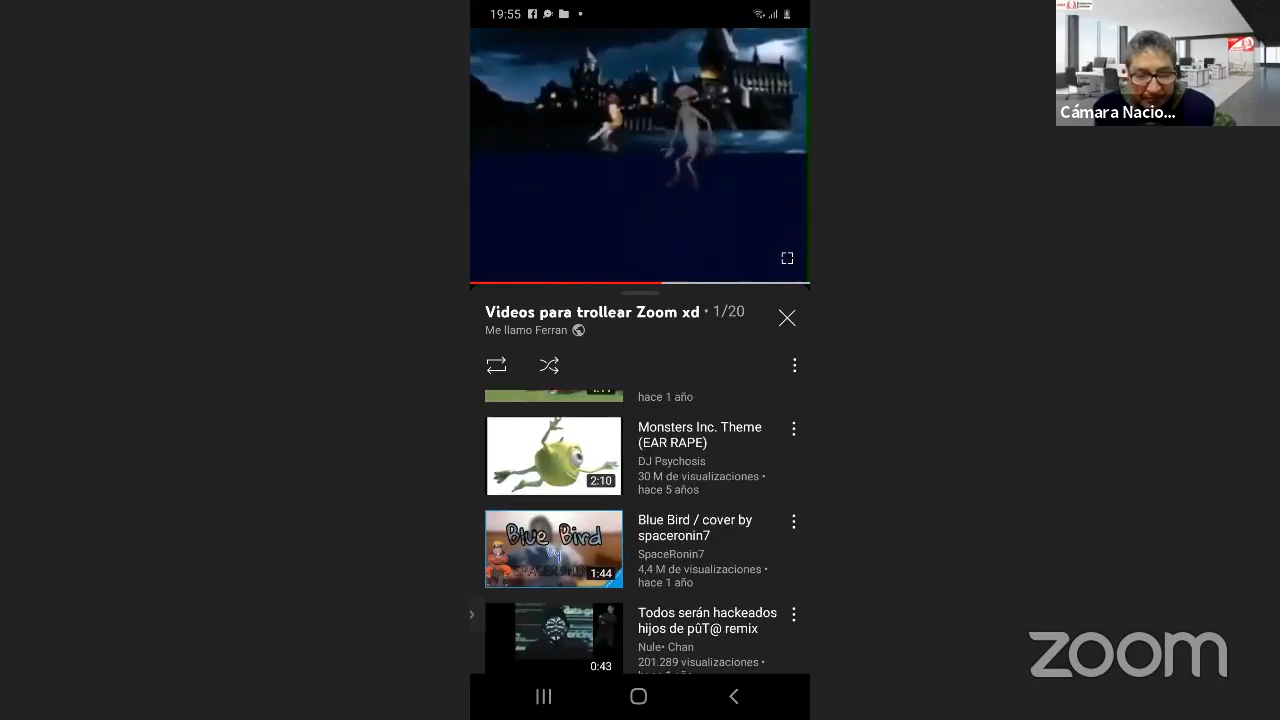 19:55
Cámara Nacio...
Videos para trollear Zoom xd • 1/20
Me llamo Ferran
hace 1 año
Monsters Inc. Theme
(EAR RAPE)
DJ Psychosis
30 M de visualizaciones •
hace 5 años
2:10
Blue Bird / cover by
spaceronin7
SpaceRonin7
4,4 M de visualizaciones •
hace 1 año
Blue Bird
by
1:44
Todos serán hackeados
hijos de pûT@ remix
Nule• Chan
201.289 visualizaciones •
0:43
zoom